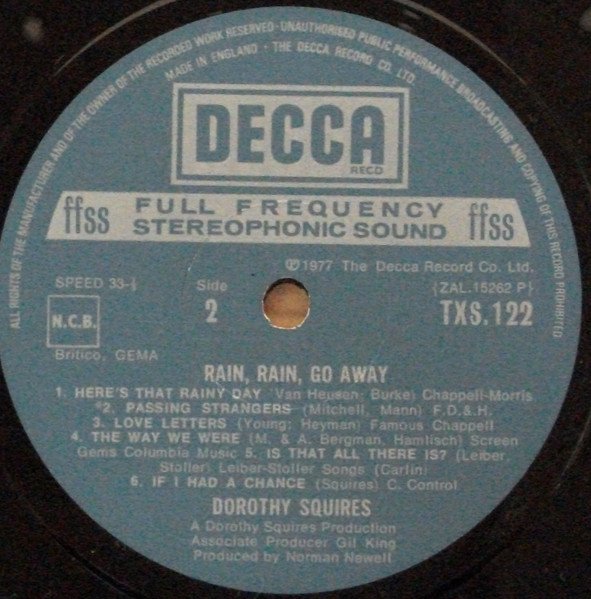 ALL RIGHTS OF THE MANUFACTURER AND OF THE OWNER OF THE RECORDED WORK RESERVED · UNAUTHORISED PUBLIC PERFORMANCE BROADCASTING AND COPYING OF THIS RECORD PROHIBITED
MADE IN ENGLAND · THE DECCA RECORD CO. LTD.
DECCA
RECD
ffss FULL FREQUENCY ffss
STEREOPHONIC SOUND
℗1977 The Decca Record Co. Ltd.
SPEED 33⅓ Side (ZAL.15262 P)
2 TXS.122
N.C.B.
Britico, GEMA
RAIN, RAIN, GO AWAY
1. HERE'S THAT RAINY DAY (Van Heusen; Burke) Chappell-Morris
*2. PASSING STRANGERS (Mitchell, Mann) F.D.&H.
3. LOVE LETTERS (Young; Heyman) Famous Chappell
4. THE WAY WE WERE (M. & A. Bergman, Hamlisch) Screen
Gems Columbia Music 5. IS THAT ALL THERE IS? (Leiber,
Stoller) Leiber-Stoller Songs (Carlin)
6. IF I HAD A CHANCE (Squires) C. Control
DOROTHY SQUIRES
A Dorothy Squires Production
Associate Producer Gil King
Produced by Norman Newell